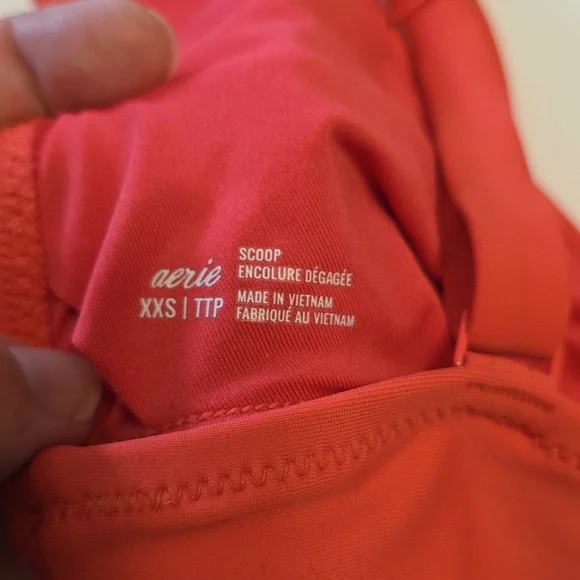 aerie
XXS | TTP
SCOOP
ENCOLURE DÉGAGÉE
MADE IN VIETNAM
FABRIQUÉ AU VIETNAM